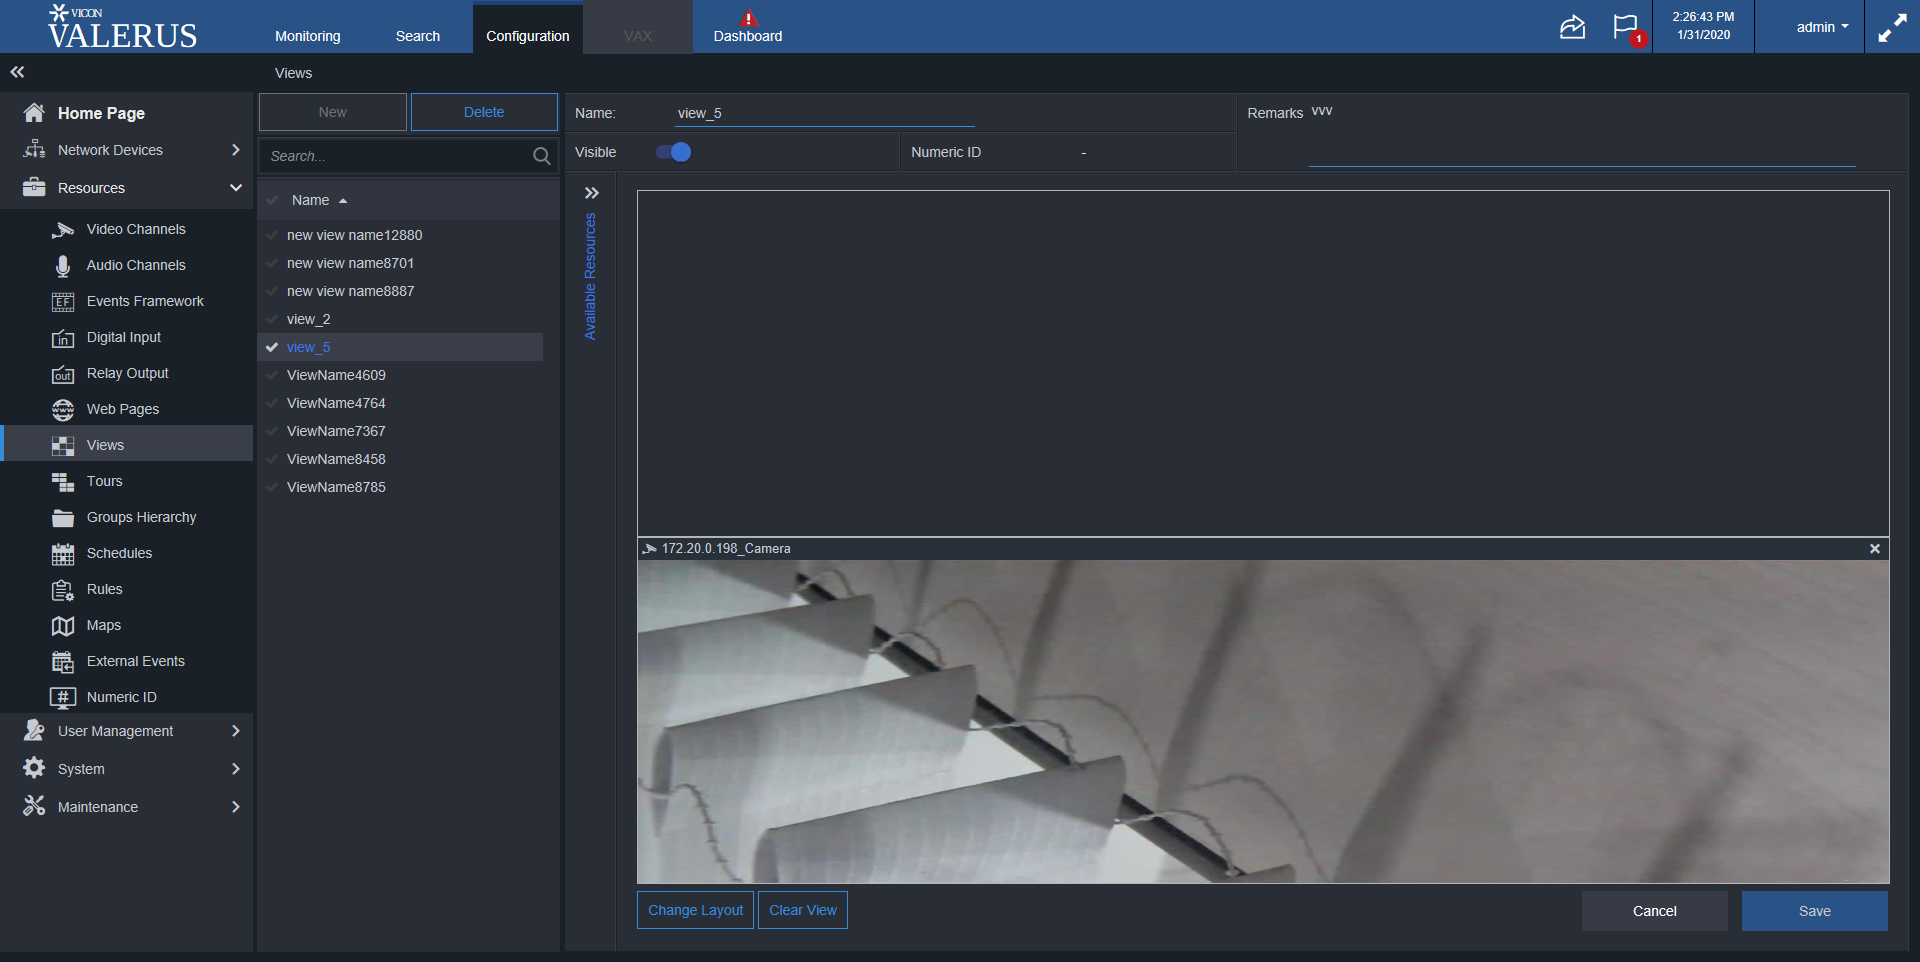 VICON
VALERUS
Monitoring
Search
Configuration
VAX
Dashboard
1
2:26:43 PM
1/31/2020
admin
Views
Home Page
Network Devices
Resources
Video Channels
Audio Channels
EF
Events Framework
in
Digital Input
out
Relay Output
www
Web Pages
Views
Tours
Groups Hierarchy
Schedules
Rules
Maps
External Events
#
Numeric ID
User Management
System
Maintenance
New
Delete
Search...
Name
new view name12880
new view name8701
new view name8887
view_2
view_5
ViewName4609
ViewName4764
ViewName7367
ViewName8458
ViewName8785
Name:
view_5
Remarks
vvv
Visible
Numeric ID
-
Available Resources
172.20.0.198_Camera
Change Layout
Clear View
Cancel
Save